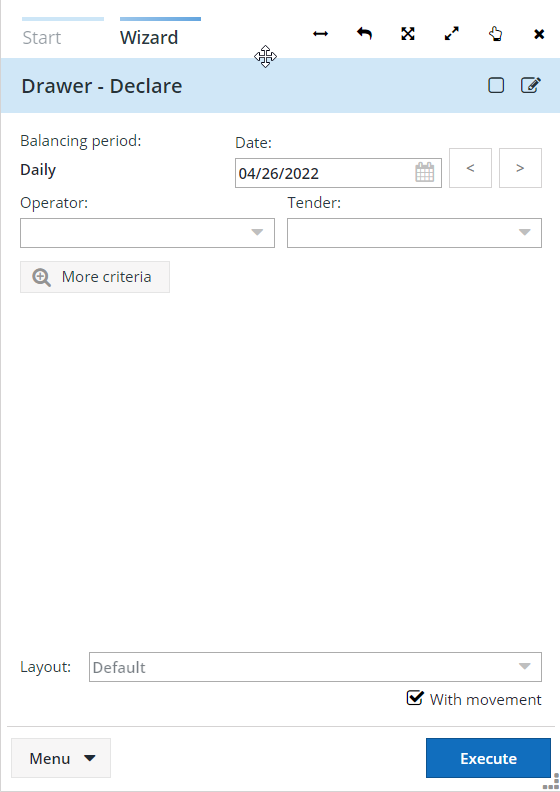 Start
Wizard
Drawer - Declare
Balancing period:
Date:
Daily
04/26/2022
<
>
Operator:
Tender:
More criteria
Layout:
Default
With movement
Menu
Execute